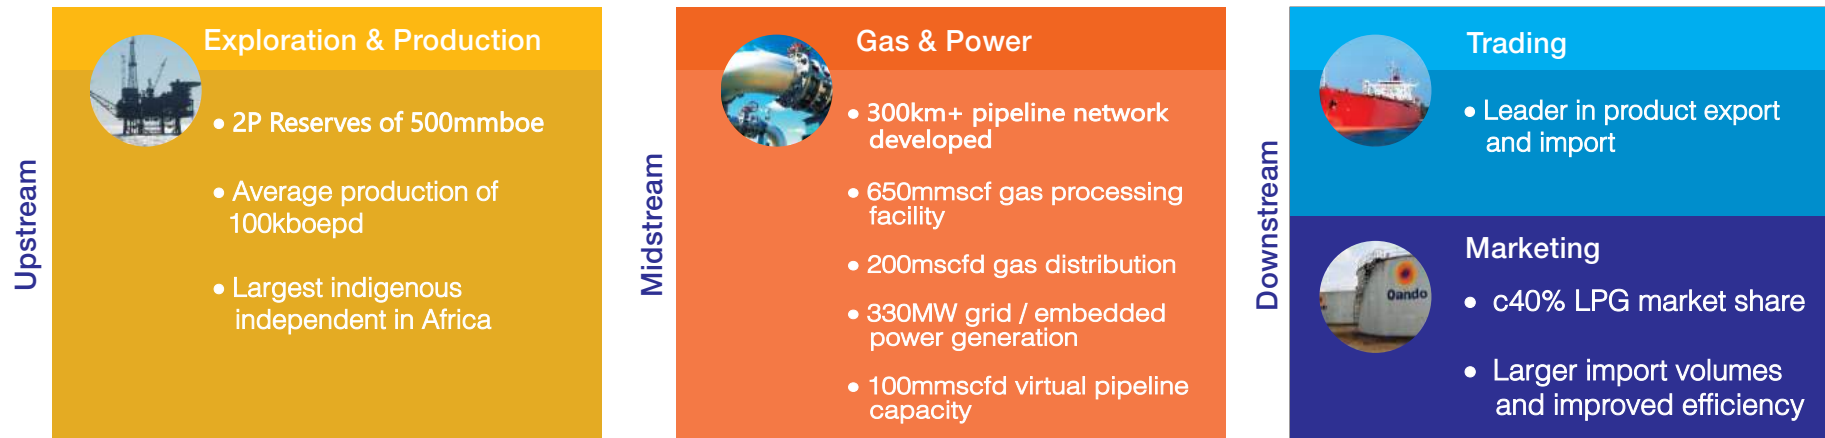 Upstream
Exploration & Production
• 2P Reserves of 500mmboe
• Average production of
100kboepd
• Largest indigenous
independent in Africa
Midstream
Gas & Power
• 300km+ pipeline network
developed
• 650mmscf gas processing
facility
• 200mscfd gas distribution
• 330MW grid / embedded
power generation
• 100mmscfd virtual pipeline
capacity
Downstream
Trading
• Leader in product export
and import
Marketing
Oando
• c40% LPG market share
• Larger import volumes
and improved efficiency